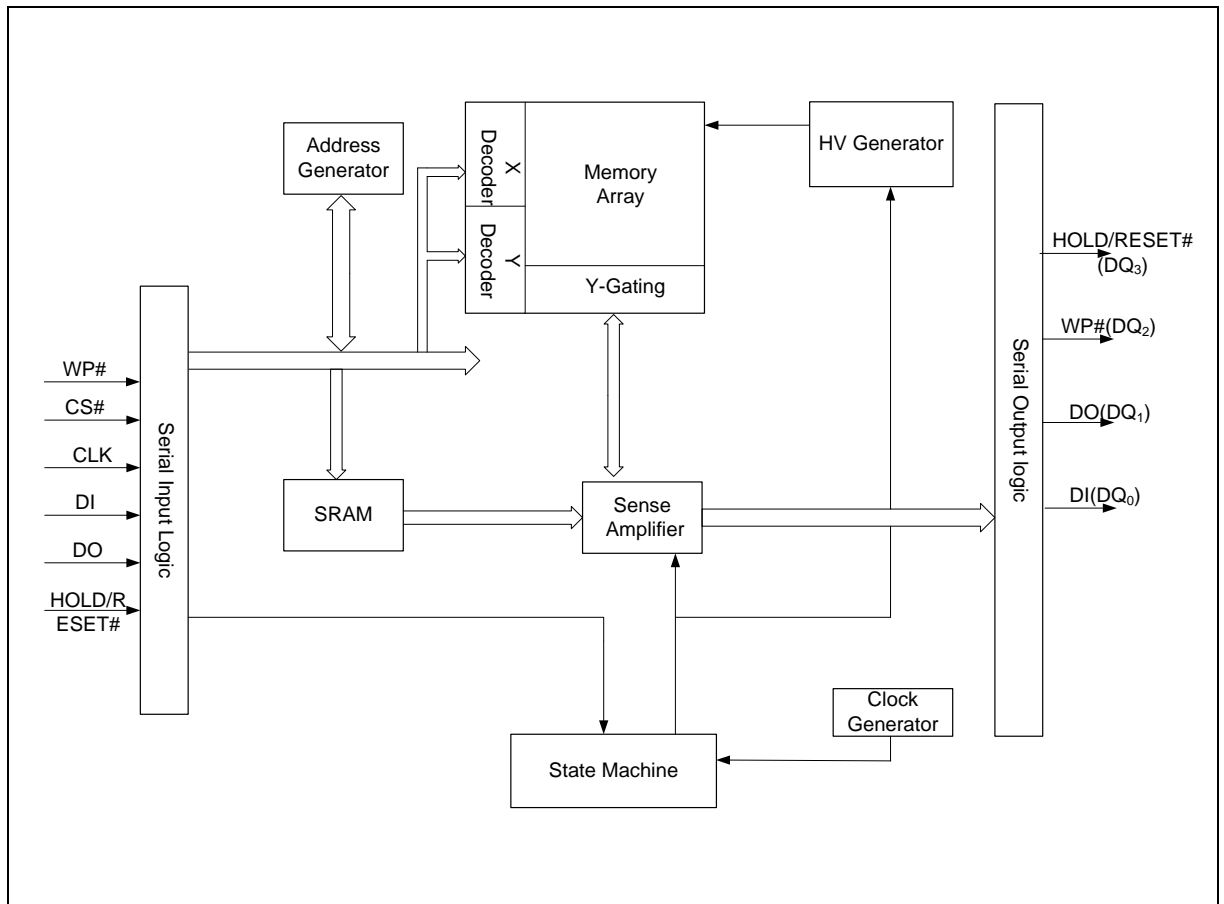 Address
Generator
X
Decoder
Y
Decoder
Memory
Array
Y-Gating
HV Generator
WP#
CS#
CLK
DI
DO
HOLD/R
ESET#
Serial Input Logic
SRAM
Sense
Amplifier
Serial Output logic
HOLD/RESET#
(DQ₃)
WP#(DQ₂)
DO(DQ₁)
DI(DQ₀)
Clock
Generator
State Machine